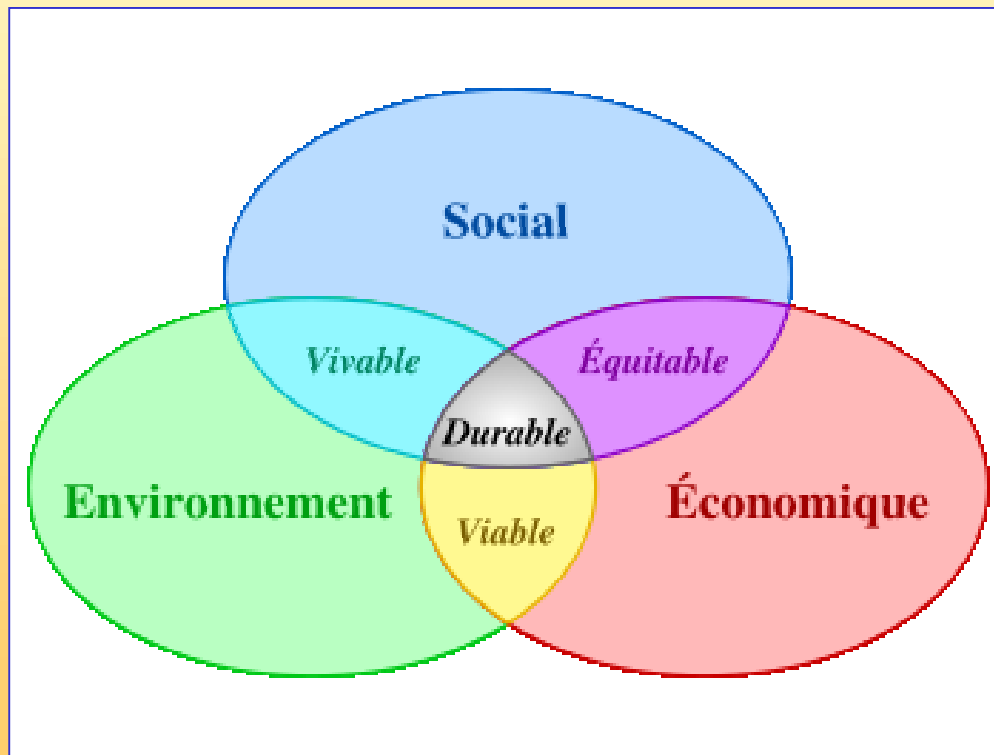 Social
Vivable
Équitable
Durable
Environnement
Économique
Viable